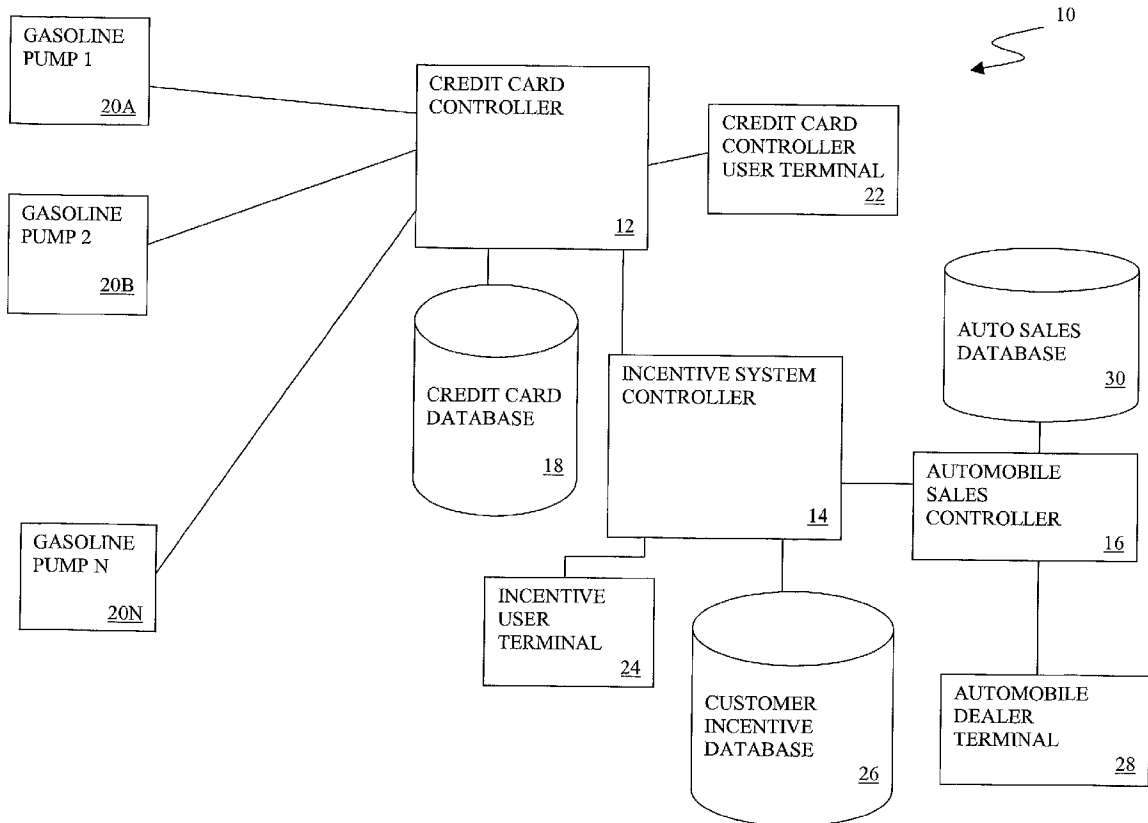 10
GASOLINE
PUMP 1
20A
CREDIT CARD
CONTROLLER
12
CREDIT CARD
CONTROLLER
USER TERMINAL
22
GASOLINE
PUMP 2
20B
AUTO SALES
DATABASE
30
CREDIT CARD
DATABASE
18
INCENTIVE SYSTEM
CONTROLLER
14
AUTOMOBILE
SALES
CONTROLLER
16
GASOLINE
PUMP N
20N
INCENTIVE
USER
TERMINAL
24
CUSTOMER
INCENTIVE
DATABASE
26
AUTOMOBILE
DEALER
TERMINAL
28